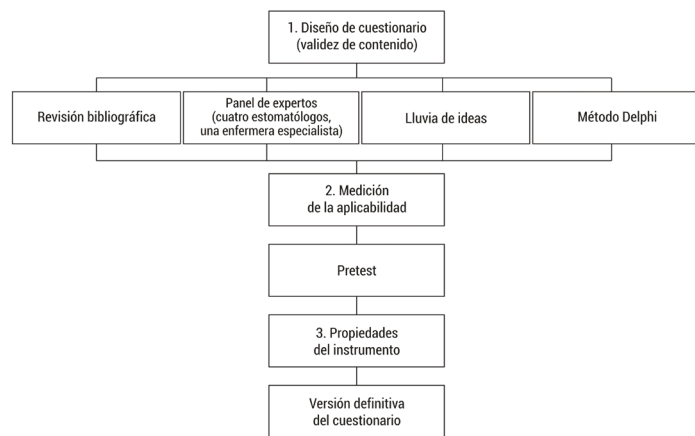 1. Diseño de cuestionario
(validez de contenido)
Revisión bibliográfica
Panel de expertos
(cuatro estomatólogos,
una enfermera especialista)
Lluvia de ideas
Método Delphi
2. Medición
de la aplicabilidad
Pretest
3. Propiedades
del instrumento
Versión definitiva
del cuestionario